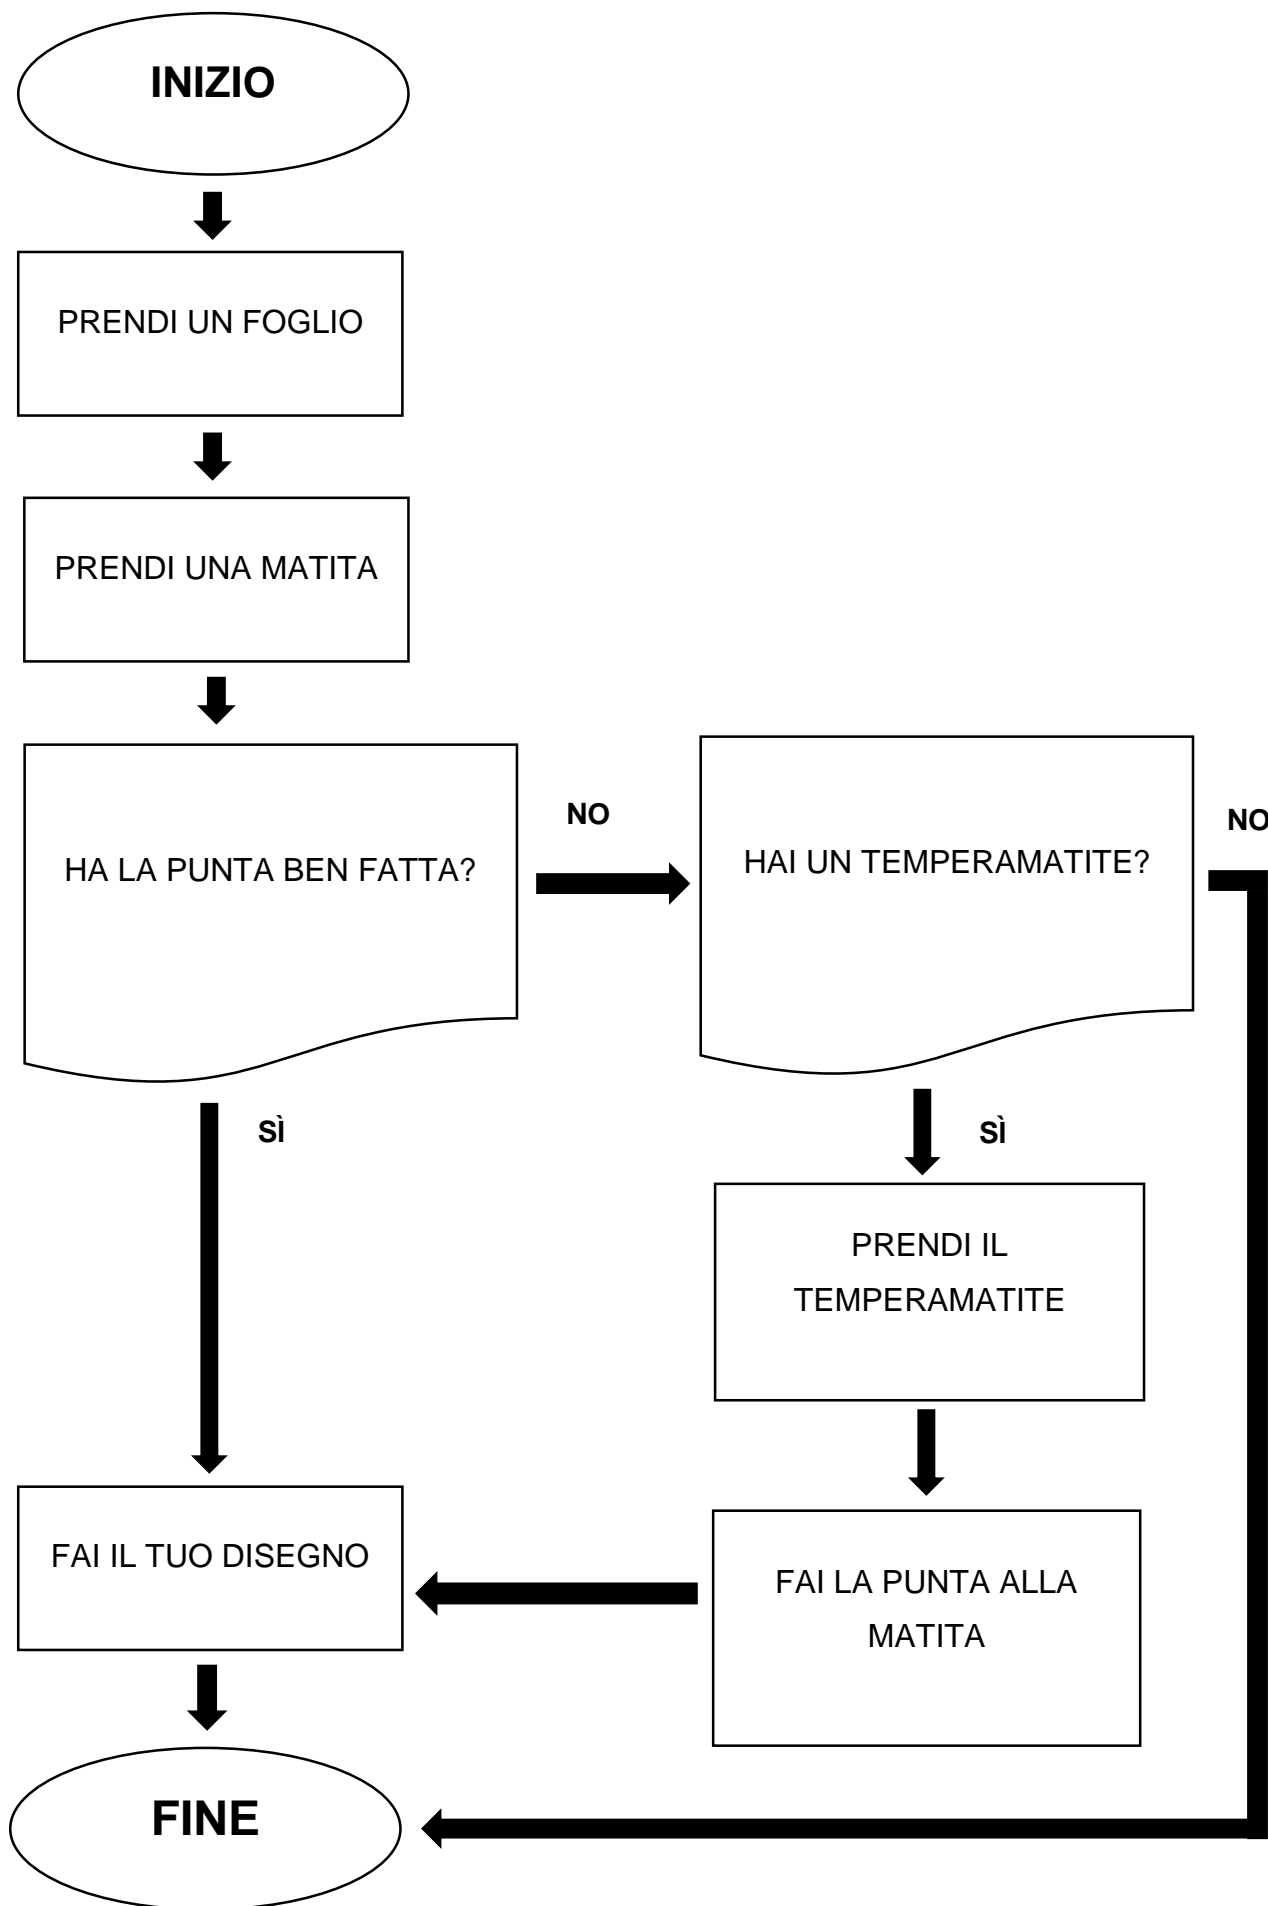 INIZIO
PRENDI UN FOGLIO
PRENDI UNA MATITA
HA LA PUNTA BEN FATTA?
NO
HAI UN TEMPERAMATITE?
NO
SÌ
SÌ
PRENDI IL
TEMPERAMATITE
FAI IL TUO DISEGNO
FAI LA PUNTA ALLA
MATITA
FINE